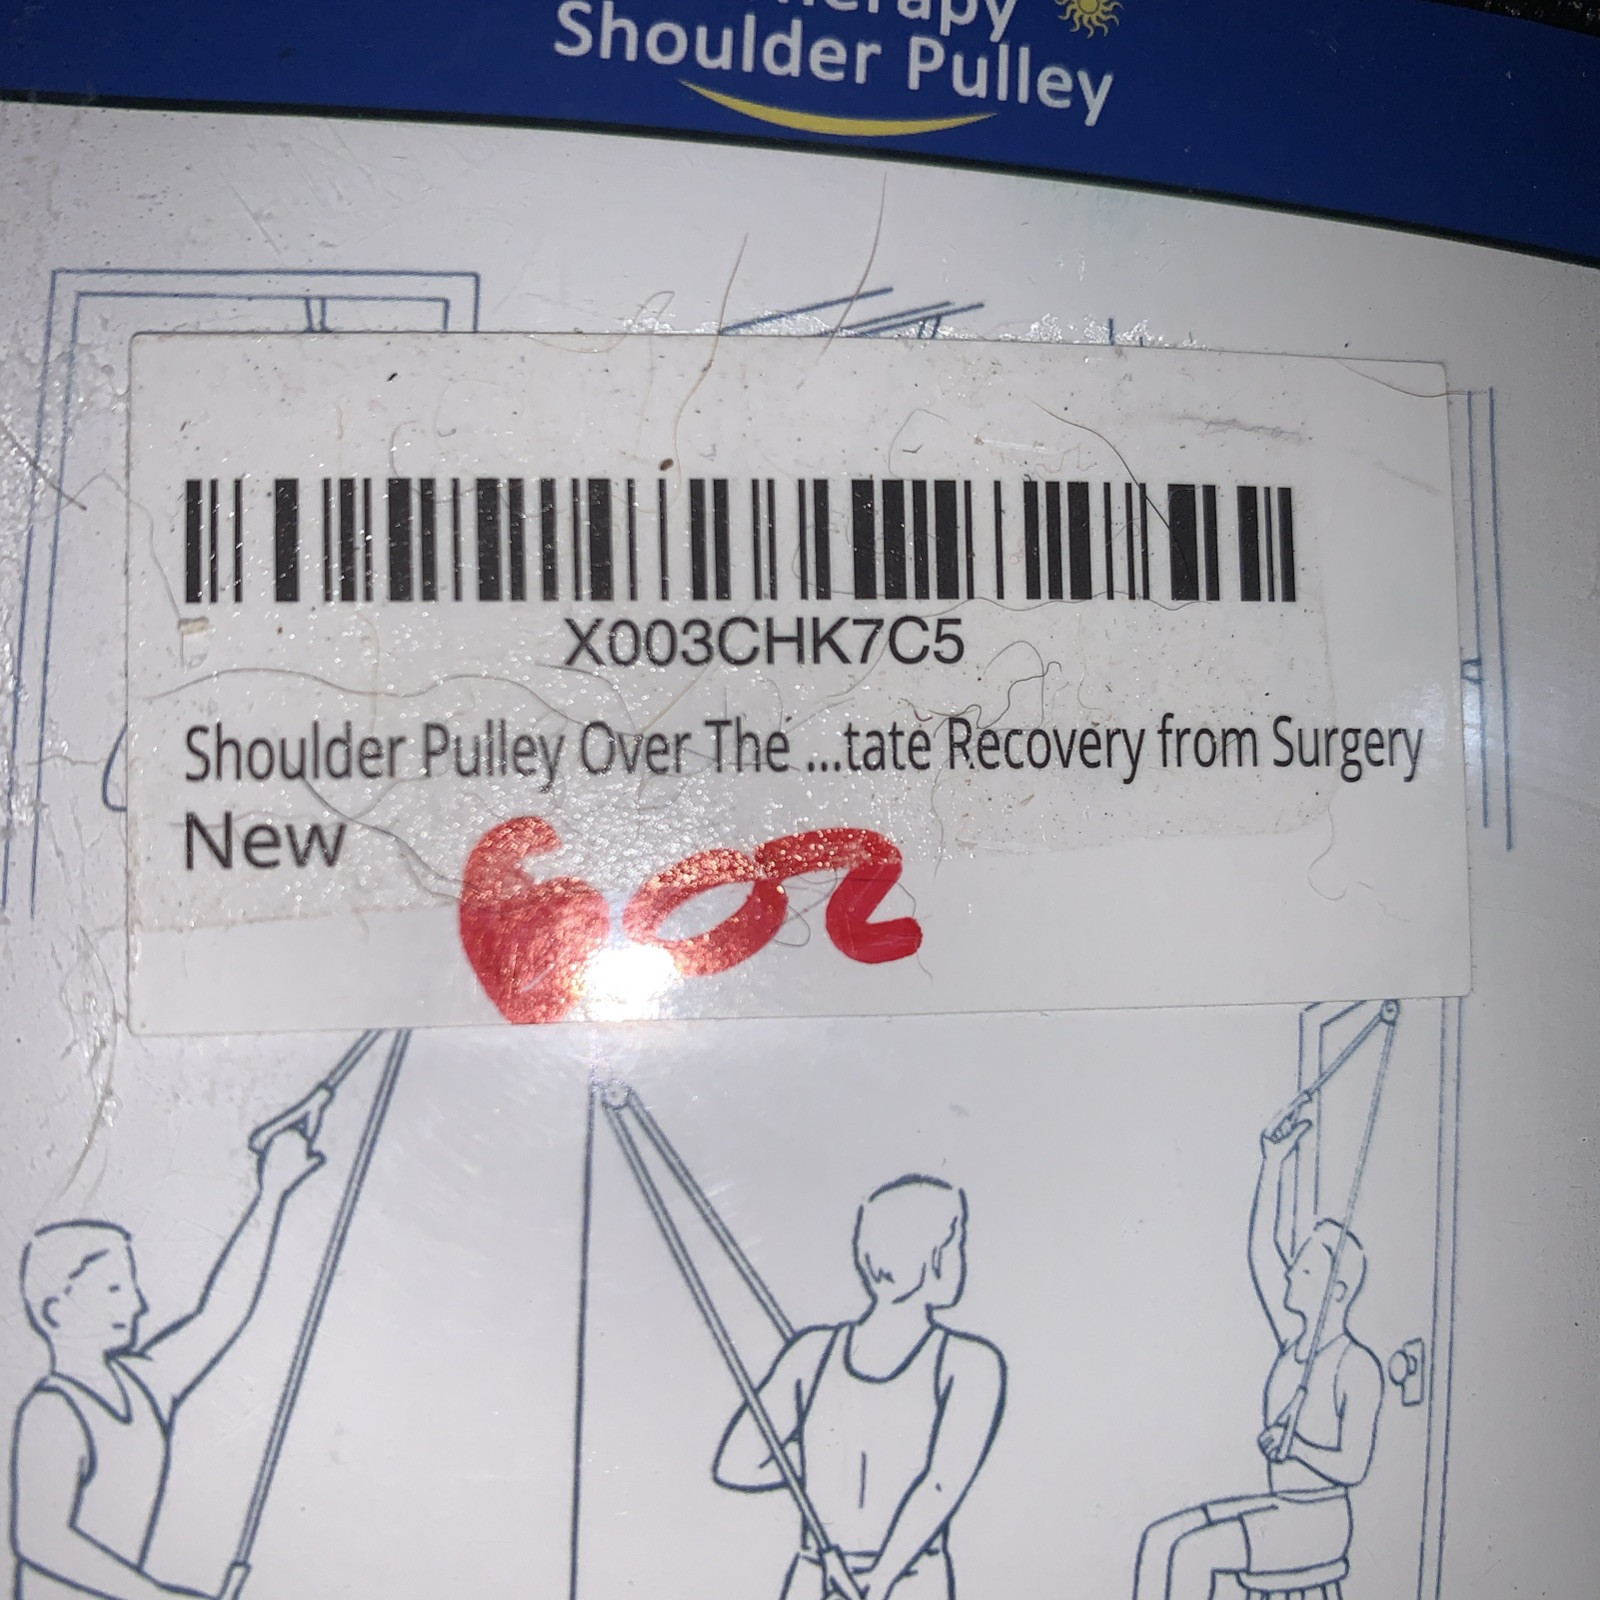 Shoulder Pulley
X003CHK7C5
Shoulder Pulley Over The ...tate Recovery from Surgery
New
602